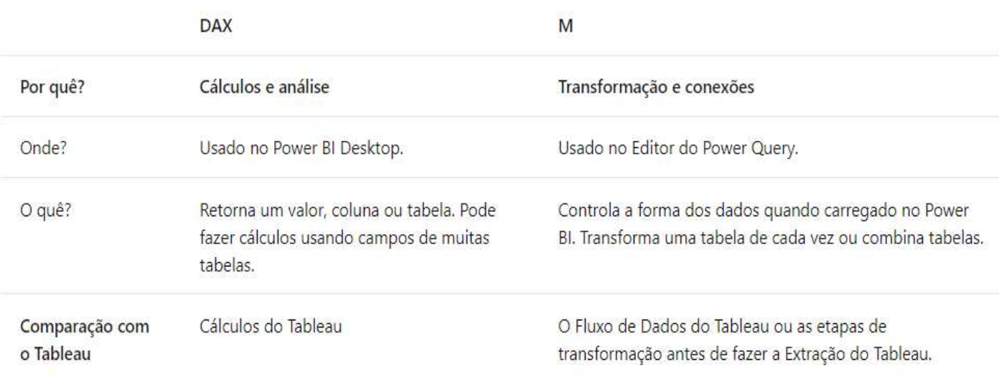 DAX M
Por quê? Cálculos e análise Transformação e conexões
Onde? Usado no Power BI Desktop. Usado no Editor do Power Query.
O quê? Retorna um valor, coluna ou tabela. Pode Controla a forma dos dados quando carregado no Power
fazer cálculos usando campos de muitas BI. Transforma uma tabela de cada vez ou combina tabelas.
tabelas.
Comparação com Cálculos do Tableau O Fluxo de Dados do Tableau ou as etapas de
o Tableau transformação antes de fazer a Extração do Tableau.